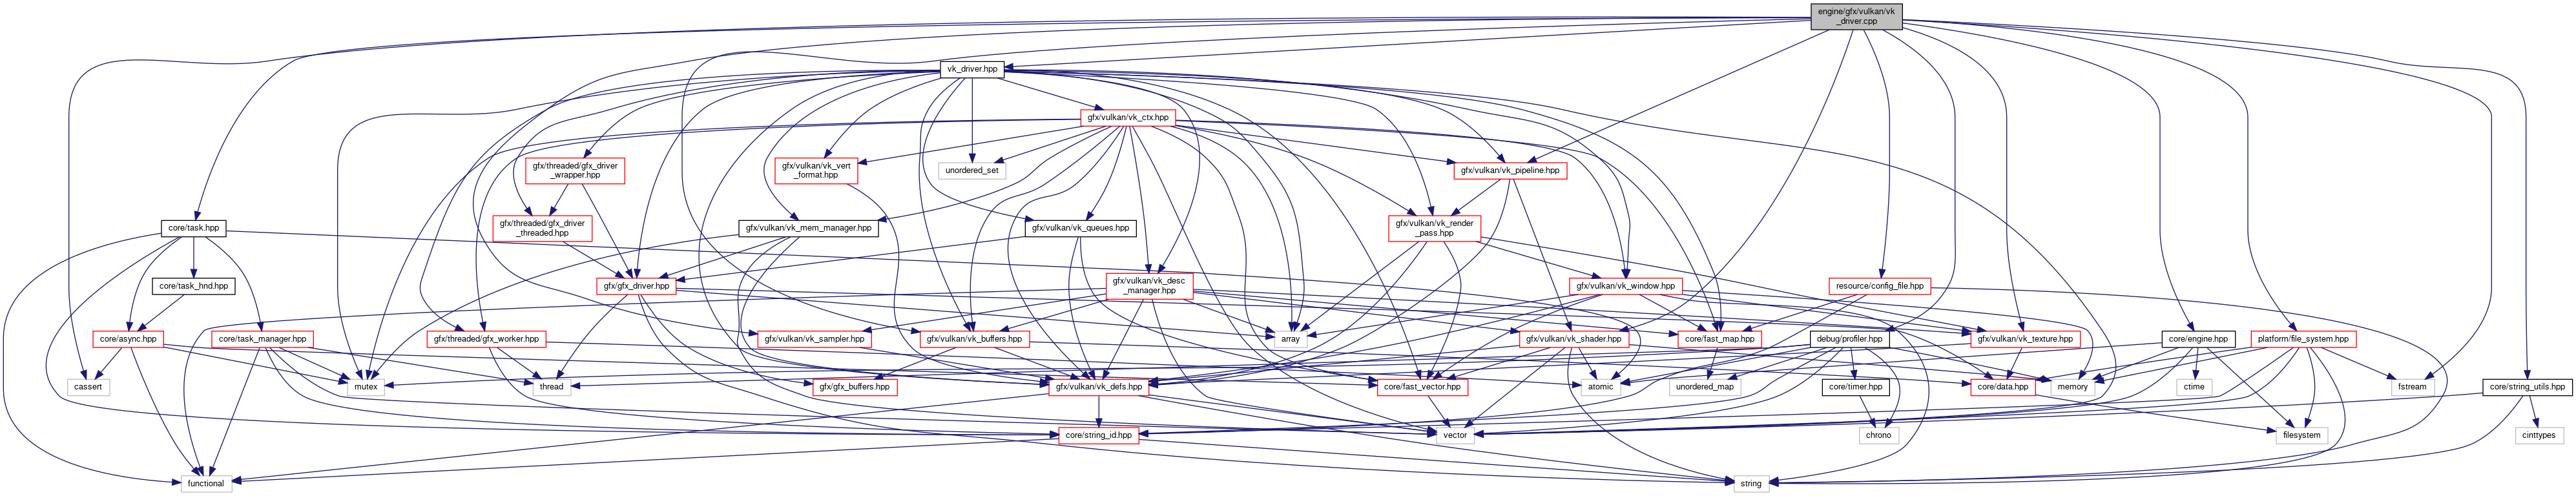 engine/gfx/vulkan/vk
_driver.cpp
vk_driver.hpp
gfx/vulkan/vk_ctx.hpp
gfx/threaded/gfx_driver
_wrapper.hpp
gfx/vulkan/vk_vert
_format.hpp
unordered_set
gfx/vulkan/vk_pipeline.hpp
core/task.hpp
gfx/threaded/gfx_driver
_threaded.hpp
gfx/vulkan/vk_mem_manager.hpp
gfx/vulkan/vk_queues.hpp
gfx/vulkan/vk_render
_pass.hpp
core/task_hnd.hpp
gfx/gfx_driver.hpp
gfx/vulkan/vk_desc
_manager.hpp
gfx/vulkan/vk_window.hpp
resource/config_file.hpp
core/async.hpp
core/task_manager.hpp
gfx/threaded/gfx_worker.hpp
gfx/vulkan/vk_sampler.hpp
gfx/vulkan/vk_buffers.hpp
array
gfx/vulkan/vk_shader.hpp
core/fast_map.hpp
debug/profiler.hpp
gfx/vulkan/vk_texture.hpp
core/engine.hpp
platform/file_system.hpp
cassert
mutex
thread
gfx/gfx_buffers.hpp
gfx/vulkan/vk_defs.hpp
core/fast_vector.hpp
atomic
unordered_map
core/timer.hpp
core/data.hpp
memory
ctime
fstream
core/string_utils.hpp
core/string_id.hpp
vector
chrono
filesystem
cinttypes
functional
string